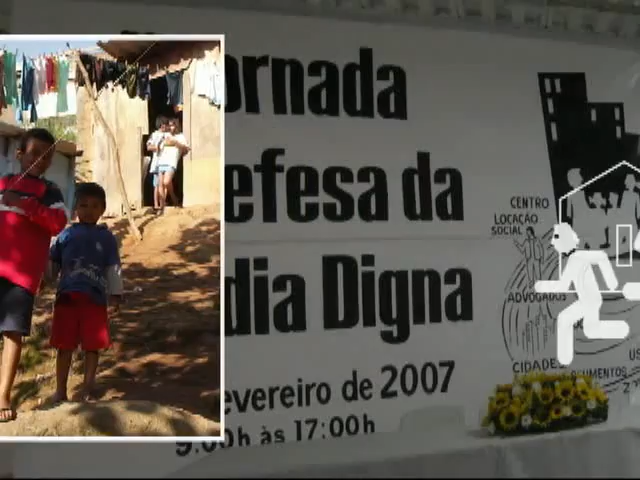 ornada
efesa da
dia Digna
evereiro de 2007
9:00h às 17:00h
CENTRO
LOCAÇÃO
SOCIAL
ADVOGADOS
CIDADE